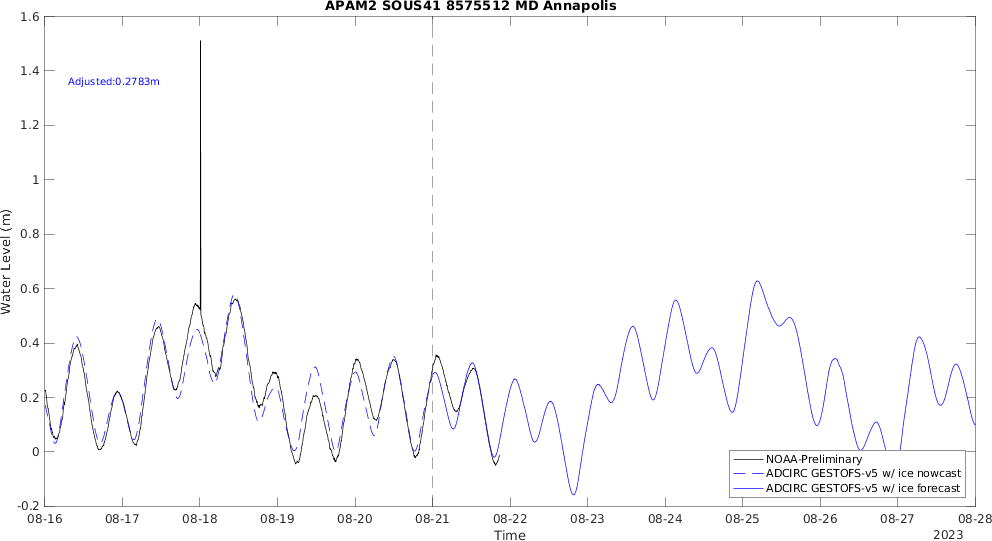 APAM2 SOUS41 8575512 MD Annapolis
1.6
1.4
1.2
1
0.8
0.6
0.4
0.2
0
-0.2
Water Level (m)
Adjusted:0.2783m
NOAA-Preliminary
ADCIRC GESTOFS-v5 w/ ice nowcast
ADCIRC GESTOFS-v5 w/ ice forecast
08-16 08-17 08-18 08-19 08-20 08-21 08-22 08-23 08-24 08-25 08-26 08-27 08-28
Time
2023